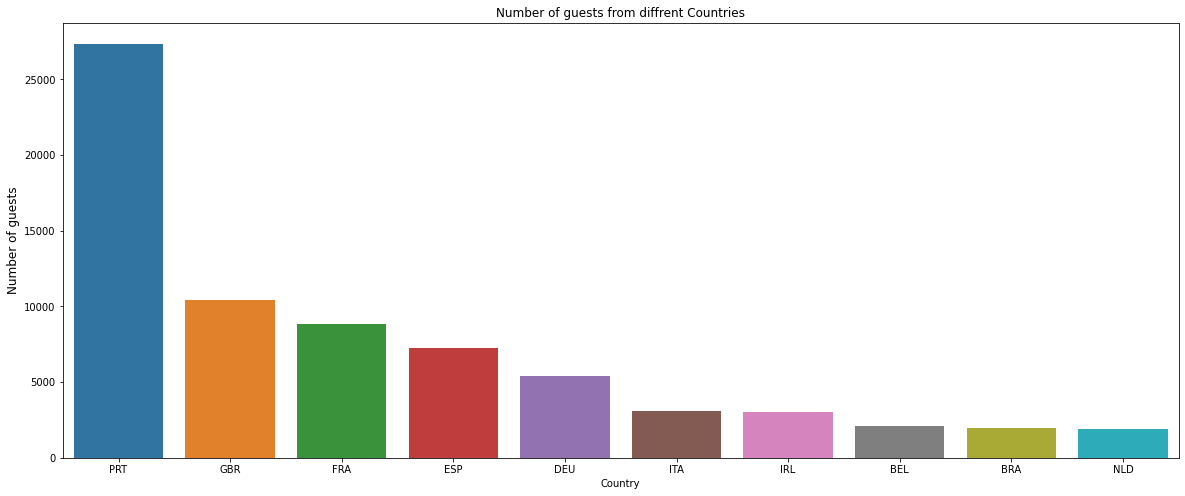 Number of guests from diffrent Countries
Number of guests
25000
20000
15000
10000
5000
0
PRT GBR FRA ESP DEU ITA IRL BEL BRA NLD
Country